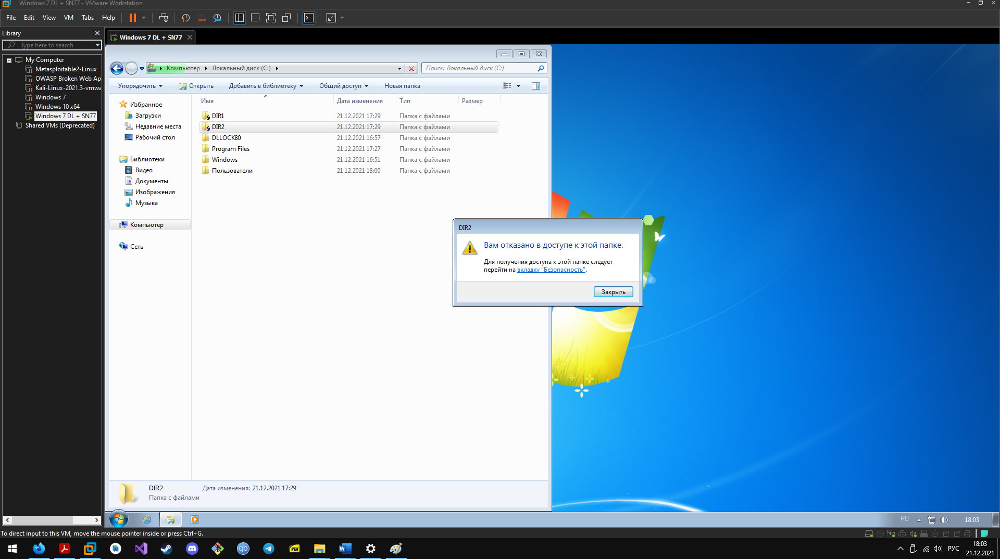 Windows 7 DL + SN77 - VMware Workstation
File Edit View VM Tabs Help
Library
Type here to search
My Computer
Metasploitable2-Linux
OWASP Broken Web Ap
Kali-Linux-2021.3-vmwa
Windows 7
Windows 10 x64
Windows 7 DL + SN77
Shared VMs (Deprecated)
Windows 7 DL + SN77
Компьютер Локальный диск (C:)
Поиск: Локальный диск (C:)
Упорядочить Открыть Добавить в библиотеку Общий доступ Новая папка
Избранное
Загрузки
Недавние места
Рабочий стол
Библиотеки
Видео
Документы
Изображения
Музыка
Компьютер
Сеть
Имя Дата изменения Тип Размер
DIR1 21.12.2021 17:29 Папка с файлами
DIR2 21.12.2021 17:29 Папка с файлами
DLLOCK80 21.12.2021 16:57 Папка с файлами
Program Files 21.12.2021 17:27 Папка с файлами
Windows 21.12.2021 16:51 Папка с файлами
Пользователи 21.12.2021 18:00 Папка с файлами
DIR2
Вам отказано в доступе к этой папке.
Для получения доступа к этой папке следует
перейти на вкладку "Безопасность".
Закрыть
DIR2 Дата изменения: 21.12.2021 17:29
Папка с файлами
RU 18:03
To direct input to this VM, move the mouse pointer inside or press Ctrl+G.
qb
PDF
РУС
18:03
21.12.2021